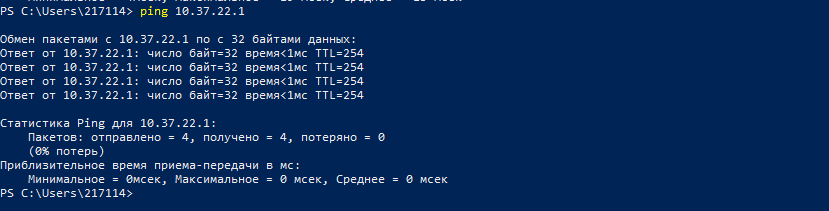 PS C:\Users\217114> ping 10.37.22.1
Обмен пакетами с 10.37.22.1 по с 32 байтами данных:
Ответ от 10.37.22.1: число байт=32 время<1мс TTL=254
Ответ от 10.37.22.1: число байт=32 время<1мс TTL=254
Ответ от 10.37.22.1: число байт=32 время<1мс TTL=254
Ответ от 10.37.22.1: число байт=32 время<1мс TTL=254
Статистика Ping для 10.37.22.1:
Пакетов: отправлено = 4, получено = 4, потеряно = 0
(0% потерь)
Приблизительное время приема-передачи в мс:
Минимальное = 0мсек, Максимальное = 0 мсек, Среднее = 0 мсек
PS C:\Users\217114>